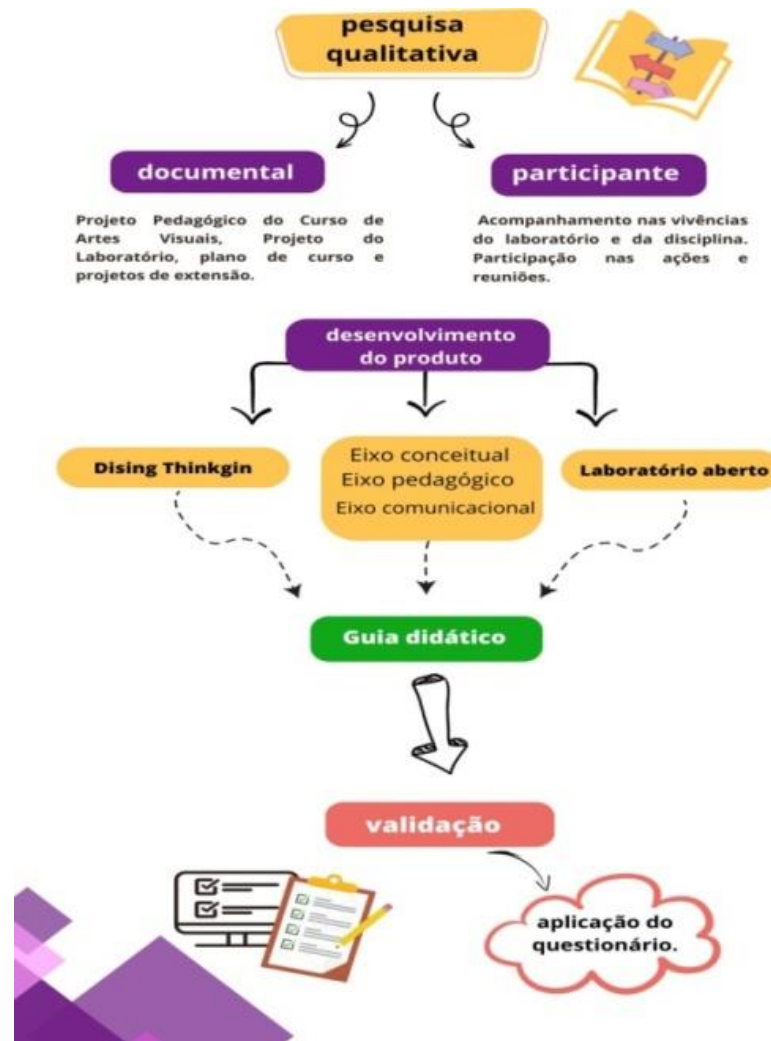 pesquisa
qualitativa
documental
participante
Projeto Pedagógico do Curso de
Artes Visuais, Projeto do
Laboratório, plano de curso e
projetos de extensão.
Acompanhamento nas vivências
do laboratório e da disciplina.
Participação nas ações e
reuniões.
desenvolvimento
do produto
Dising Thinkgin
Eixo conceitual
Eixo pedagógico
Eixo comunicacional
Laboratório aberto
Guia didático
validação
aplicação do
questionário.